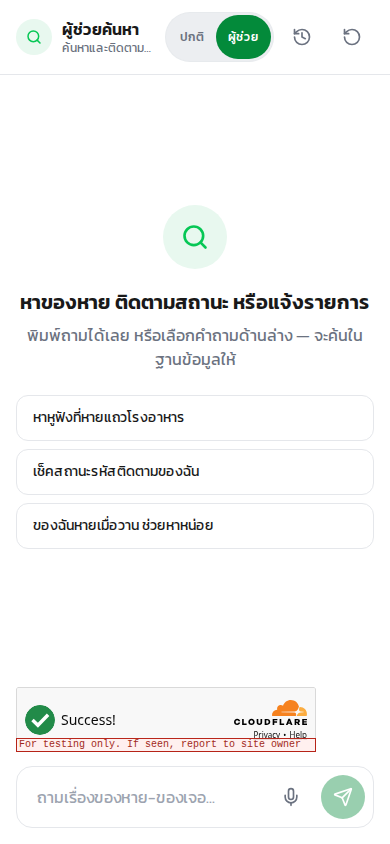 ผู้ช่วยค้นหา
ค้นหาและติดตาม...
ปกติ
ผู้ช่วย
หาของหาย ติดตามสถานะ หรือแจ้งรายการ
พิมพ์ถามได้เลย หรือเลือกคำถามด้านล่าง — จะค้นใน
ฐานข้อมูลให้
หาหูฟังที่หายแถวโรงอาหาร
เช็คสถานะรหัสติดตามของฉัน
ของฉันหายเมื่อวาน ช่วยหาหน่อย
Success!
CLOUDFLARE
Privacy • Help
For testing only. If seen, report to site owner
ถามเรื่องของหาย-ของเจอ...